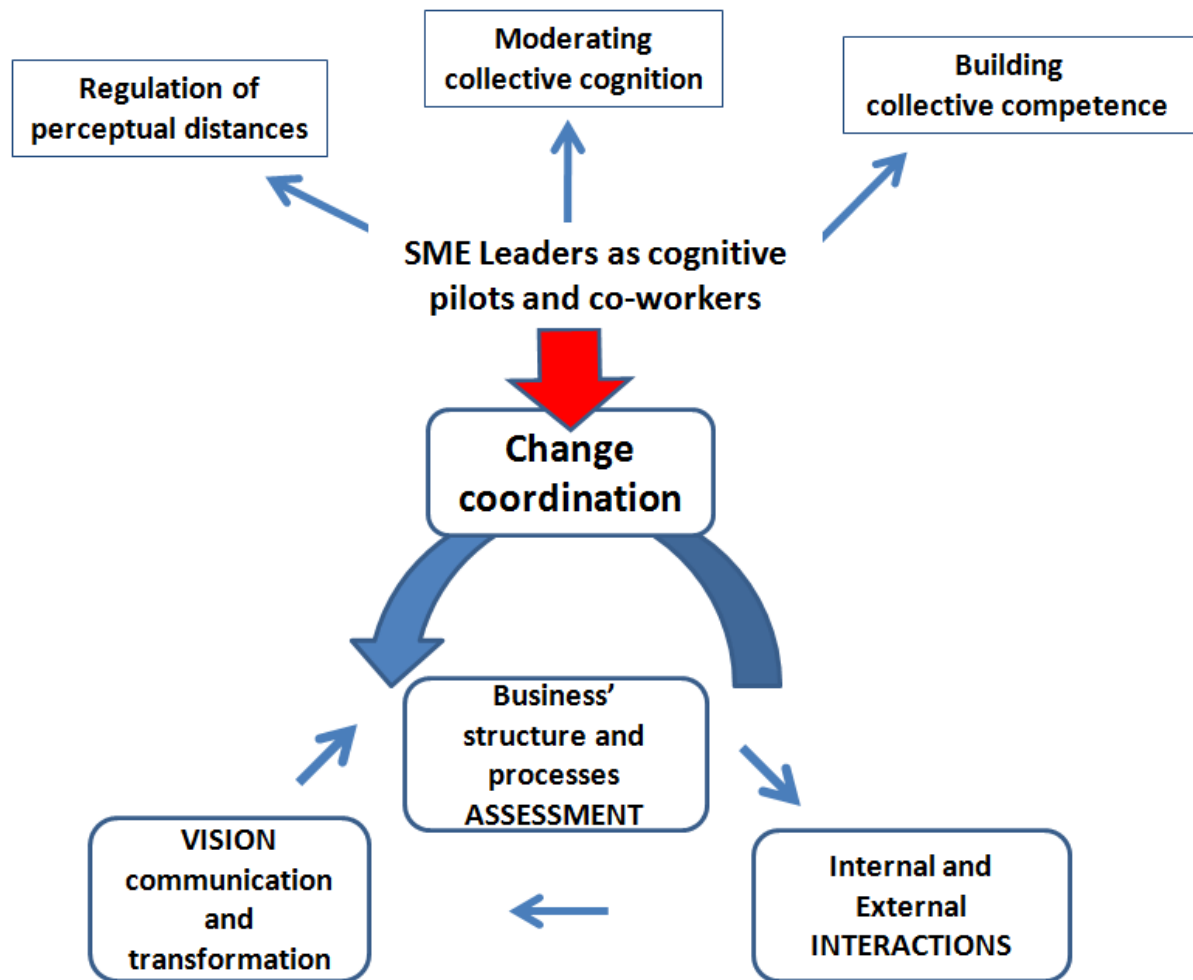 Moderating
collective cognition
Regulation of
perceptual distances
Building
collective competence
SME Leaders as cognitive
pilots and co-workers
Change
coordination
Business’
structure and
processes
ASSESSMENT
VISION
communication
and
transformation
Internal and
External
INTERACTIONS